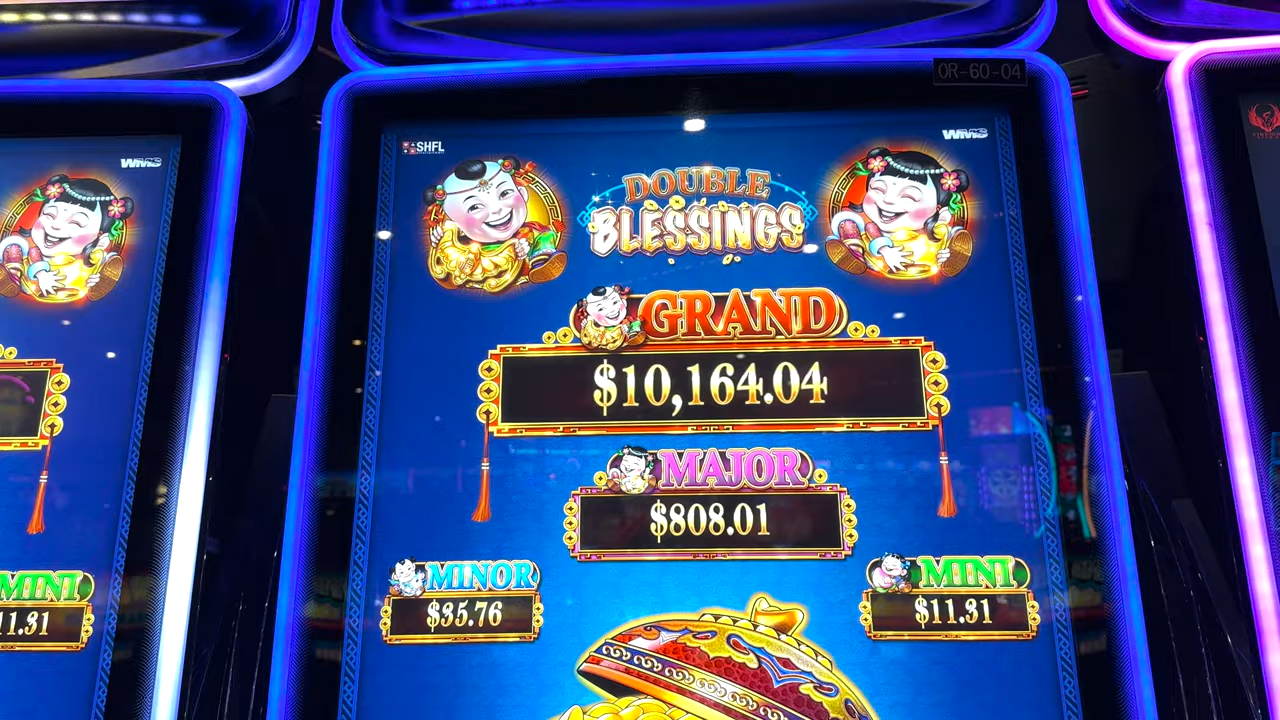 OR-60-04
SHFL
WMS
WMS
DOUBLE
BLESSINGS
GRAND
$10,164.04
MAJOR
$808.01
MINOR
$35.76
MINI
$11.31
MINI
11.31